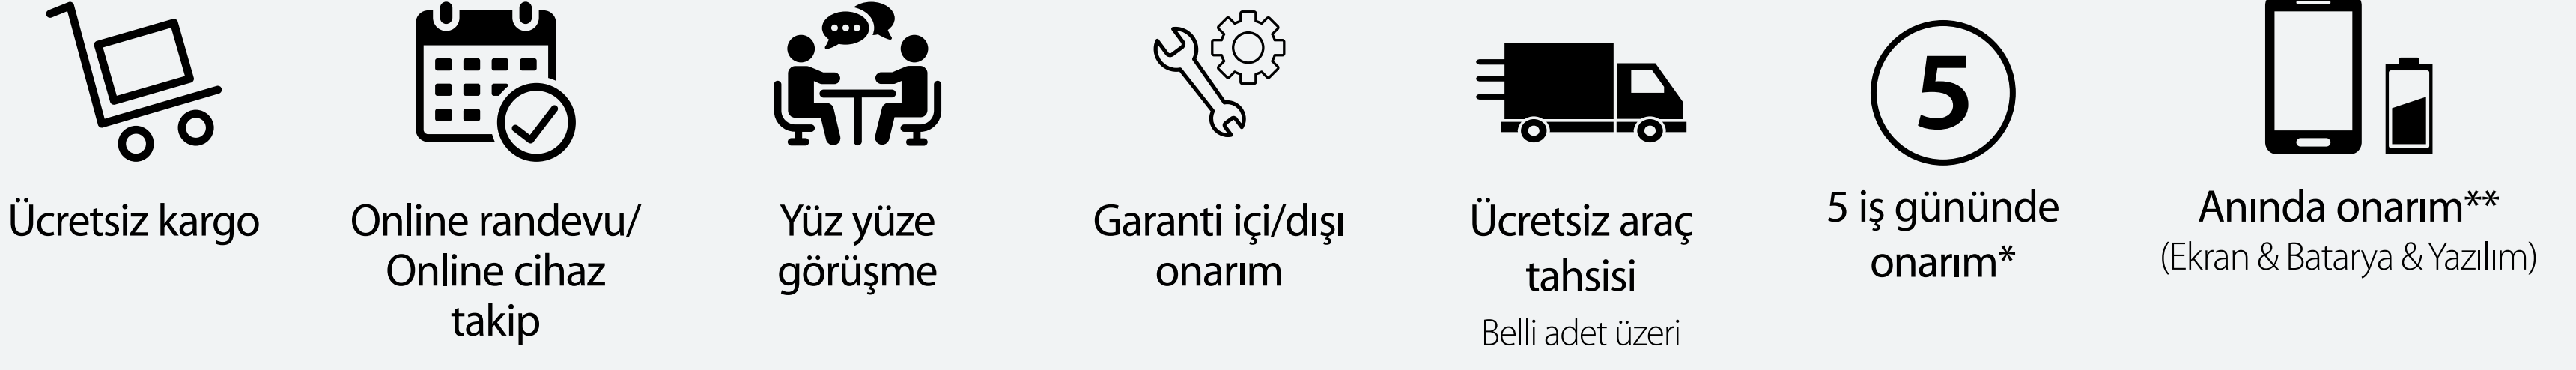 Ücretsiz kargo
Online randevu/
Online cihaz
takip
Yüz yüze
görüşme
Garanti içi/dışı
onarım
Ücretsiz araç
tahsisi
Belli adet üzeri
5
5 iş gününde
onarım*
Anında onarım**
(Ekran & Batarya & Yazılım)